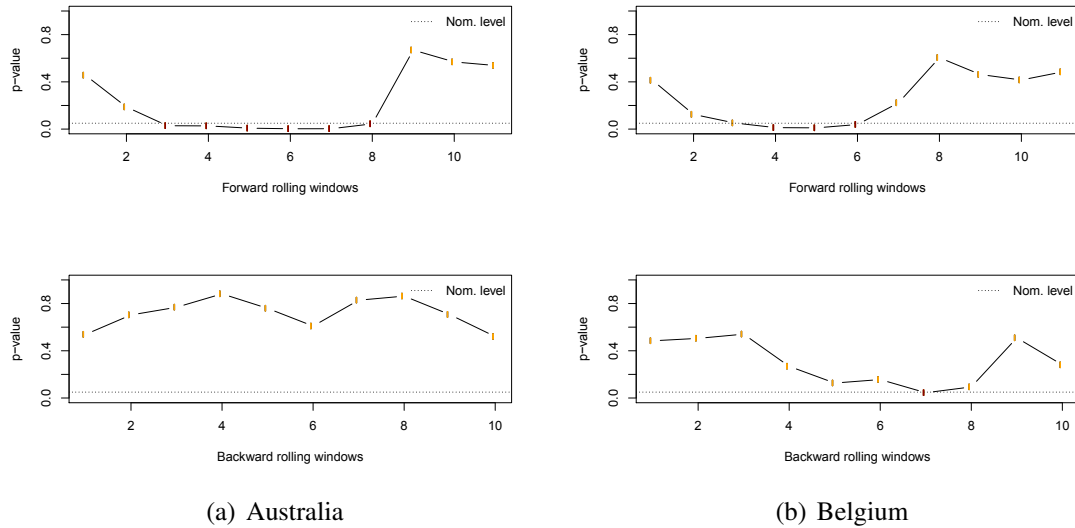 p−value
0.0 0.4 0.8
Nom. level
2 4 6 8 10
Forward rolling windows
p−value
0.0 0.4 0.8
Nom. level
2 4 6 8 10
Forward rolling windows
p−value
0.0 0.4 0.8
Nom. level
2 4 6 8 10
Backward rolling windows
p−value
0.0 0.4 0.8
Nom. level
2 4 6 8 10
Backward rolling windows
(a) Australia
(b) Belgium